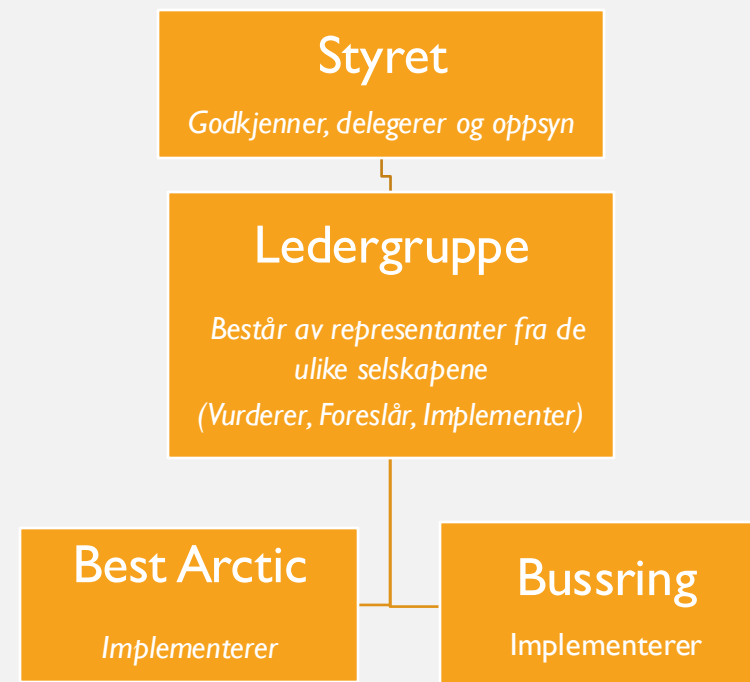 Styret
Godkjenner, delegerer og oppsyn
Ledergruppe
Består av representanter fra de
ulike selskapene
(Vurderer, Foreslår, Implementer)
Best Arctic
Implementerer
Bussring
Implementerer